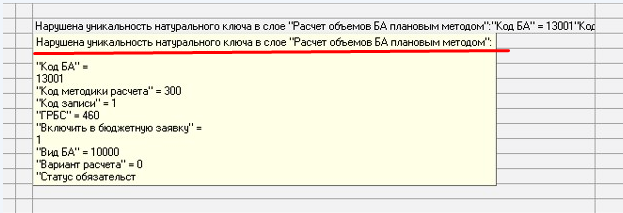 Нарушена уникальность натурального ключа в слое "Расчет объемов БА плановым методом":"Код БА" = 13001"Код
Нарушена уникальность натурального ключа в слое "Расчет объемов БА плановым методом":
"Код БА" =
13001
"Код методики расчета" = 300
"Код записи" = 1
"ГРБС" = 460
"Включить в бюджетную заявку" =
1
"Вид БА" = 10000
"Вариант расчета" = 0
"Статус обязательст